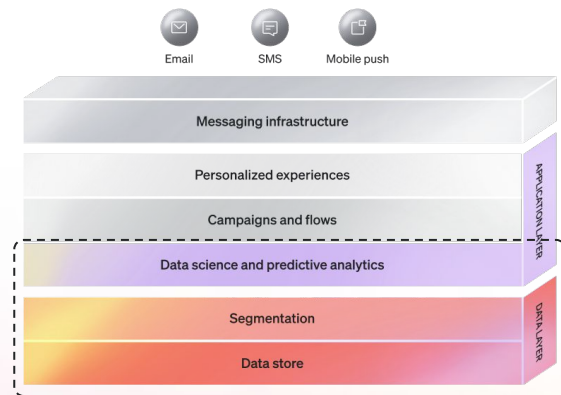 Email
SMS
Mobile push
Messaging infrastructure
Personalized experiences
Campaigns and flows
Data science and predictive analytics
APPLICATION LAYER
Segmentation
Data store
DATA LAYER